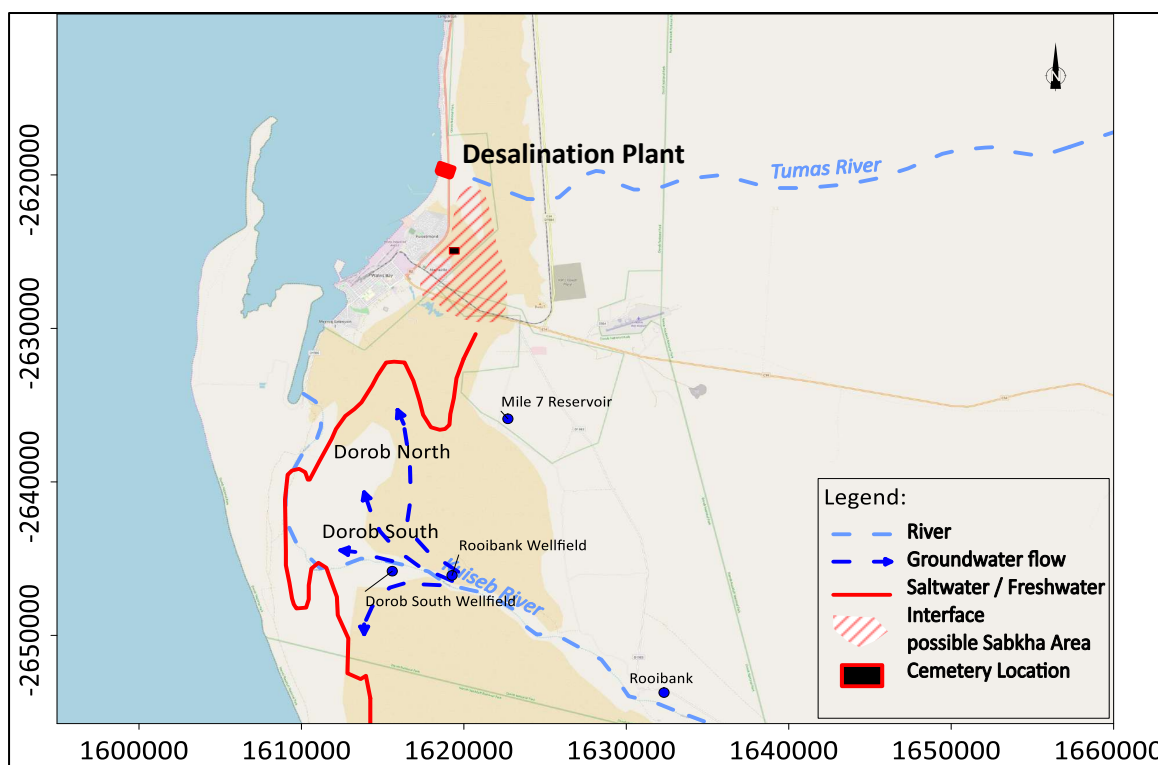 N
Desalination Plant
Tumas River
-2620000
-2630000
-2640000
-2650000
Walvis Bay
Mile 7 Reservoir
Dorob North
Dorob South
Rooibank Wellfield
Kuiseb River
Dorob South Wellfield
Rooibank
Legend:
River
Groundwater flow
Saltwater / Freshwater
Interface
possible Sabkha Area
Cemetery Location
1600000
1610000
1620000
1630000
1640000
1650000
1660000